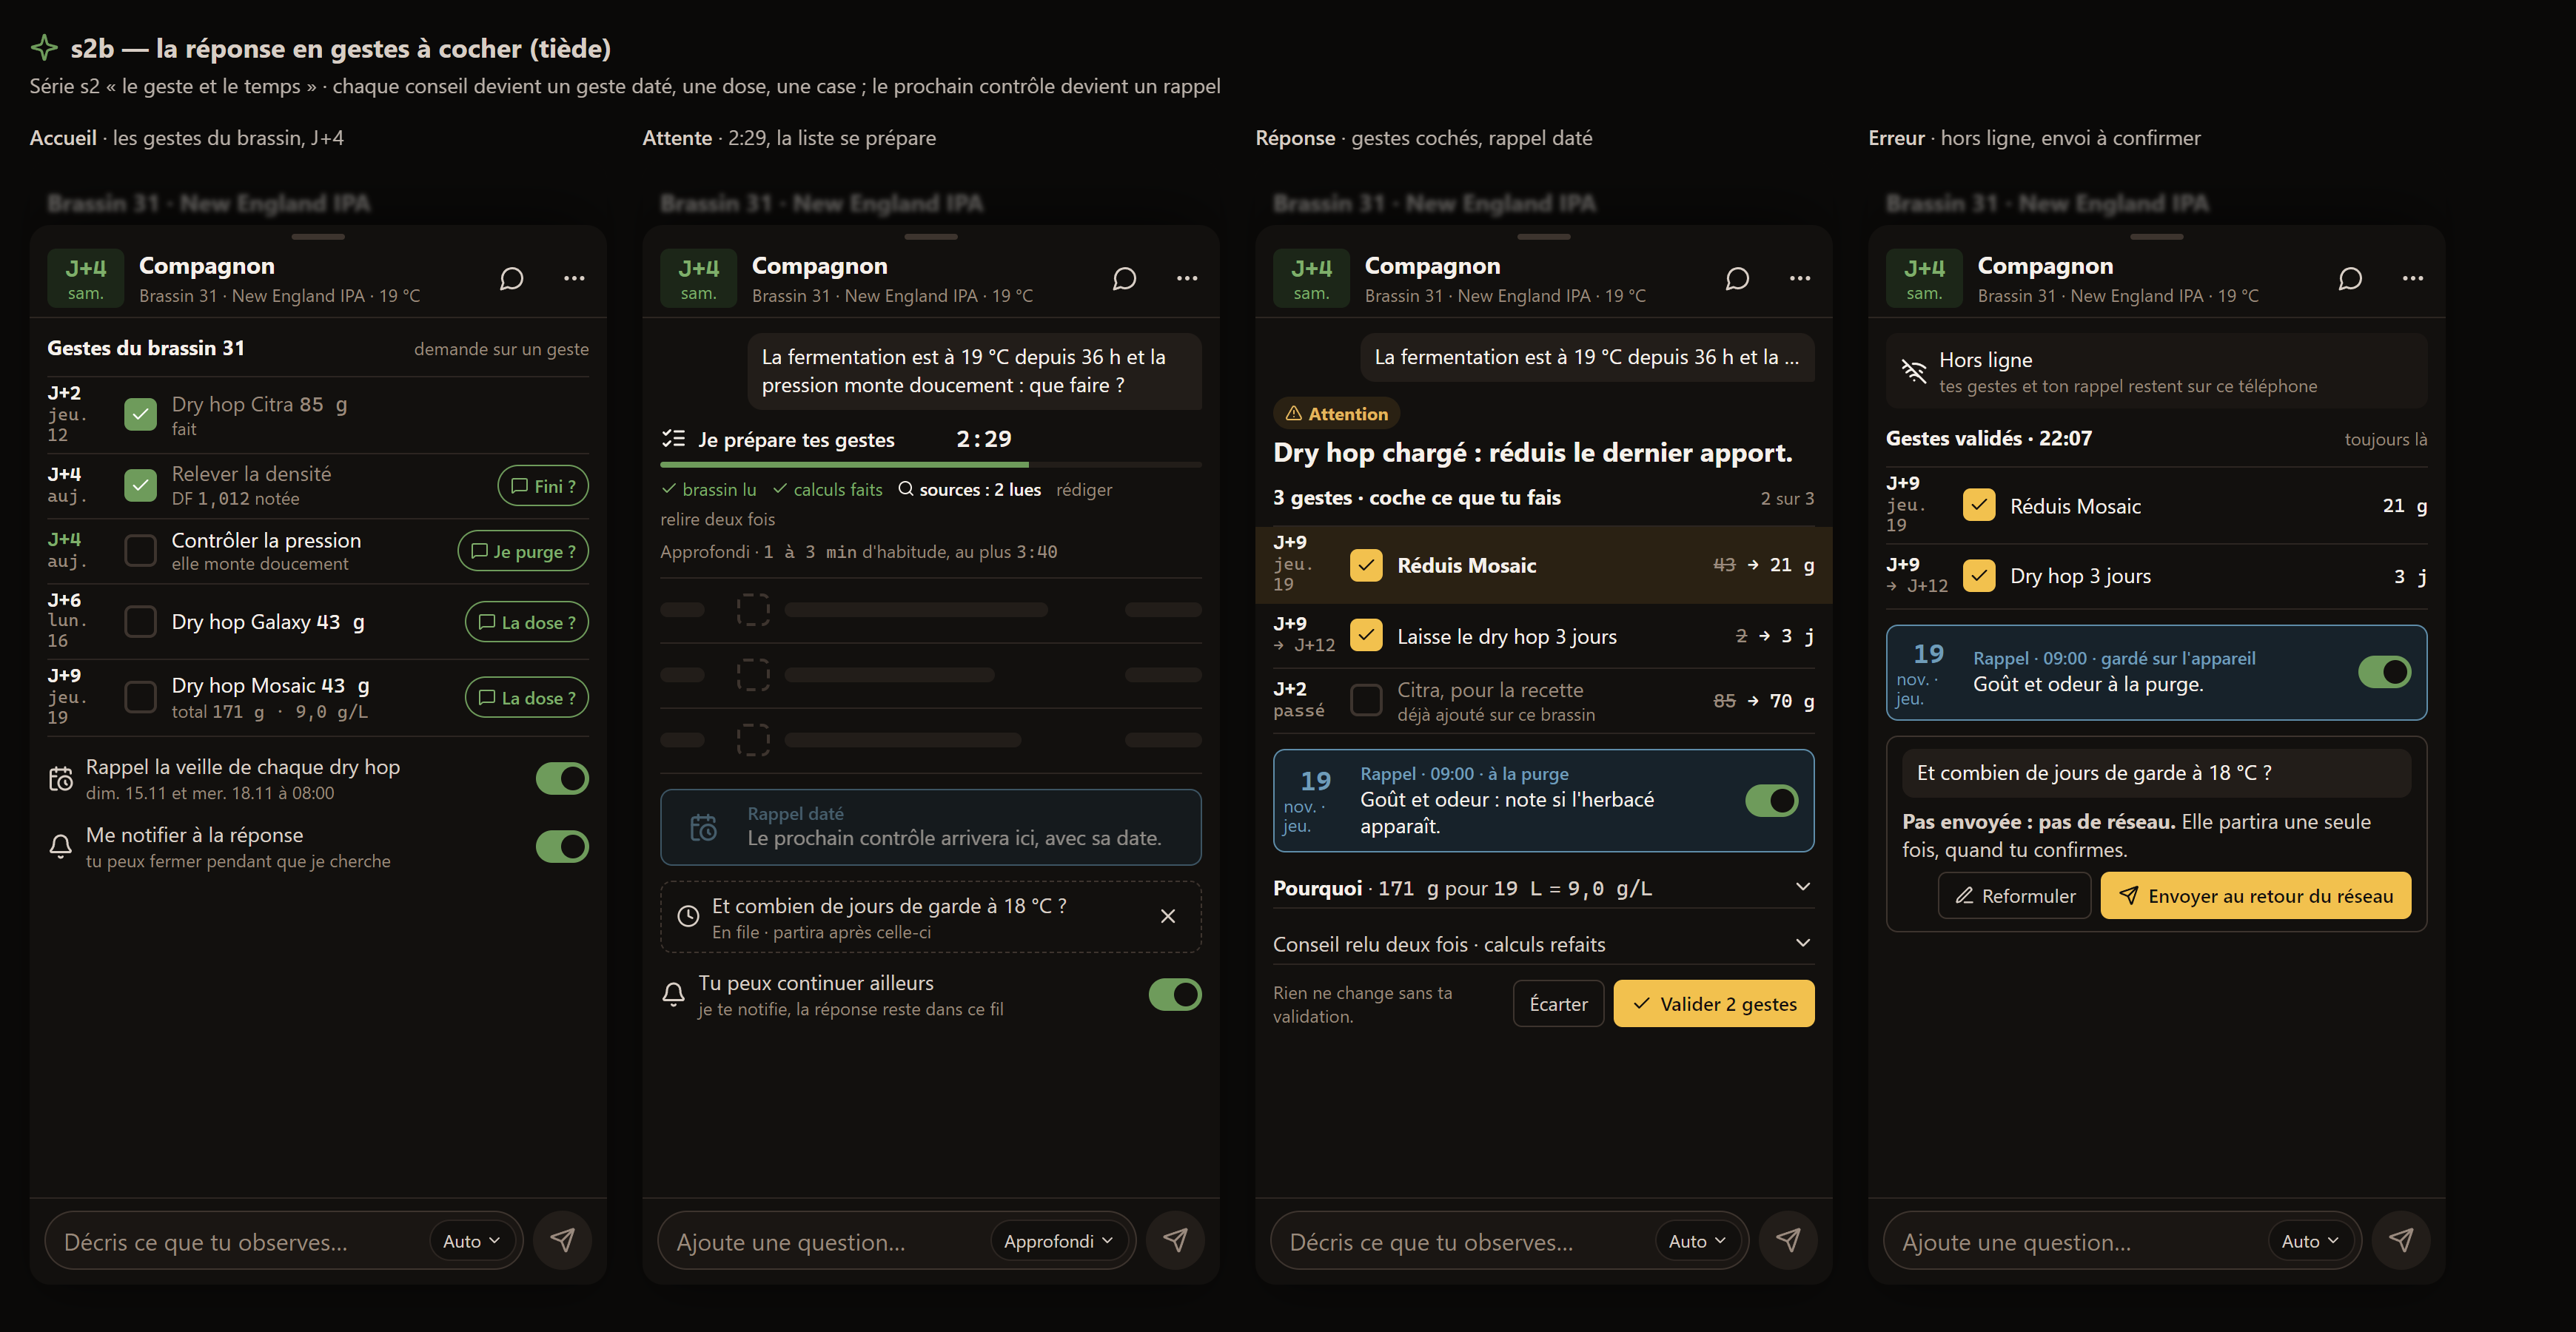 s2b — la réponse en gestes à cocher (tiède)
Série s2 « le geste et le temps » · chaque conseil devient un geste daté, une dose, une case ; le prochain contrôle devient un rappel
Accueil · les gestes du brassin, J+4
Brassin 31 · New England IPA
J+4
sam.
Compagnon
Brassin 31 · New England IPA · 19 °C
Gestes du brassin 31
demande sur un geste
J+2
jeu.
12
Dry hop Citra 85 g
fait
J+4
auj.
Relever la densité
DF 1,012 notée
Fini ?
J+4
auj.
Contrôler la pression
elle monte doucement
Je purge ?
J+6
lun.
16
Dry hop Galaxy 43 g
La dose ?
J+9
jeu.
19
Dry hop Mosaic 43 g
total 171 g · 9,0 g/L
La dose ?
Rappel la veille de chaque dry hop
dim. 15.11 et mer. 18.11 à 08:00
Me notifier à la réponse
tu peux fermer pendant que je cherche
Décris ce que tu observes...
Auto
Attente · 2:29, la liste se prépare
Brassin 31 · New England IPA
J+4
sam.
Compagnon
Brassin 31 · New England IPA · 19 °C
La fermentation est à 19 °C depuis 36 h et la
pression monte doucement : que faire ?
Je prépare tes gestes
2:29
brassin lu
calculs faits
sources : 2 lues
rédiger
relire deux fois
Approfondi · 1 à 3 min d'habitude, au plus 3:40
Rappel daté
Le prochain contrôle arrivera ici, avec sa date.
Et combien de jours de garde à 18 °C ?
En file · partira après celle-ci
Tu peux continuer ailleurs
je te notifie, la réponse reste dans ce fil
Ajoute une question...
Approfondi
Réponse · gestes cochés, rappel daté
Brassin 31 · New England IPA
J+4
sam.
Compagnon
Brassin 31 · New England IPA · 19 °C
La fermentation est à 19 °C depuis 36 h et la ...
Attention
Dry hop chargé : réduis le dernier apport.
3 gestes · coche ce que tu fais
2 sur 3
J+9
jeu.
19
Réduis Mosaic
43 → 21 g
J+9
→ J+12
Laisse le dry hop 3 jours
2 → 3 j
J+2
passé
Citra, pour la recette
déjà ajouté sur ce brassin
85 → 70 g
19
nov. ·
jeu.
Rappel · 09:00 · à la purge
Goût et odeur : note si l'herbacé
apparaît.
Pourquoi · 171 g pour 19 L = 9,0 g/L
Conseil relu deux fois · calculs refaits
Rien ne change sans ta
validation.
Écarter
Valider 2 gestes
Décris ce que tu observes...
Auto
Erreur · hors ligne, envoi à confirmer
Brassin 31 · New England IPA
J+4
sam.
Compagnon
Brassin 31 · New England IPA · 19 °C
Hors ligne
tes gestes et ton rappel restent sur ce téléphone
Gestes validés · 22:07
toujours là
J+9
jeu.
19
Réduis Mosaic
21 g
J+9
→ J+12
Dry hop 3 jours
3 j
19
nov. ·
jeu.
Rappel · 09:00 · gardé sur l'appareil
Goût et odeur à la purge.
Et combien de jours de garde à 18 °C ?
Pas envoyée : pas de réseau. Elle partira une seule
fois, quand tu confirmes.
Reformuler
Envoyer au retour du réseau
Ajoute une question...
Auto